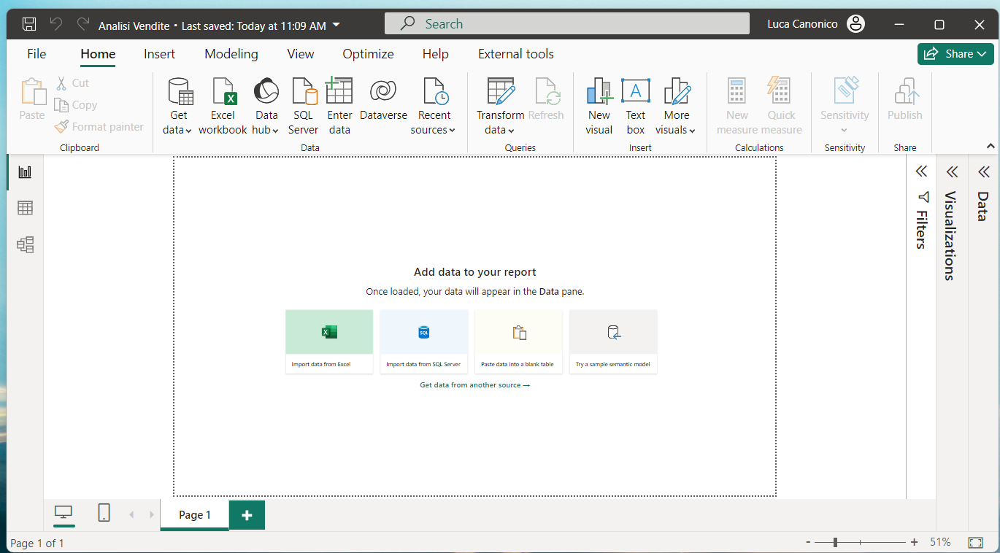 Analisi Vendite • Last saved: Today at 11:09 AM
Search
Luca Canonico
File Home Insert Modeling View Optimize Help External tools
Share
Paste
Cut
Copy
Format painter
Clipboard
Get data
Excel workbook
Data hub
SQL Server
Enter data
Dataverse
Recent sources
Data
Transform data
Refresh
Queries
New visual
Text box
More visuals
Insert
New measure
Quick measure
Calculations
Sensitivity
Sensitivity
Publish
Share
Filters
Visualizations
Data
Add data to your report
Once loaded, your data will appear in the Data pane.
Import data from Excel
SQL
Import data from SQL Server
Paste data into a blank table
Try a sample semantic model
Get data from another source →
Page 1
Page 1 of 1
- + 51%